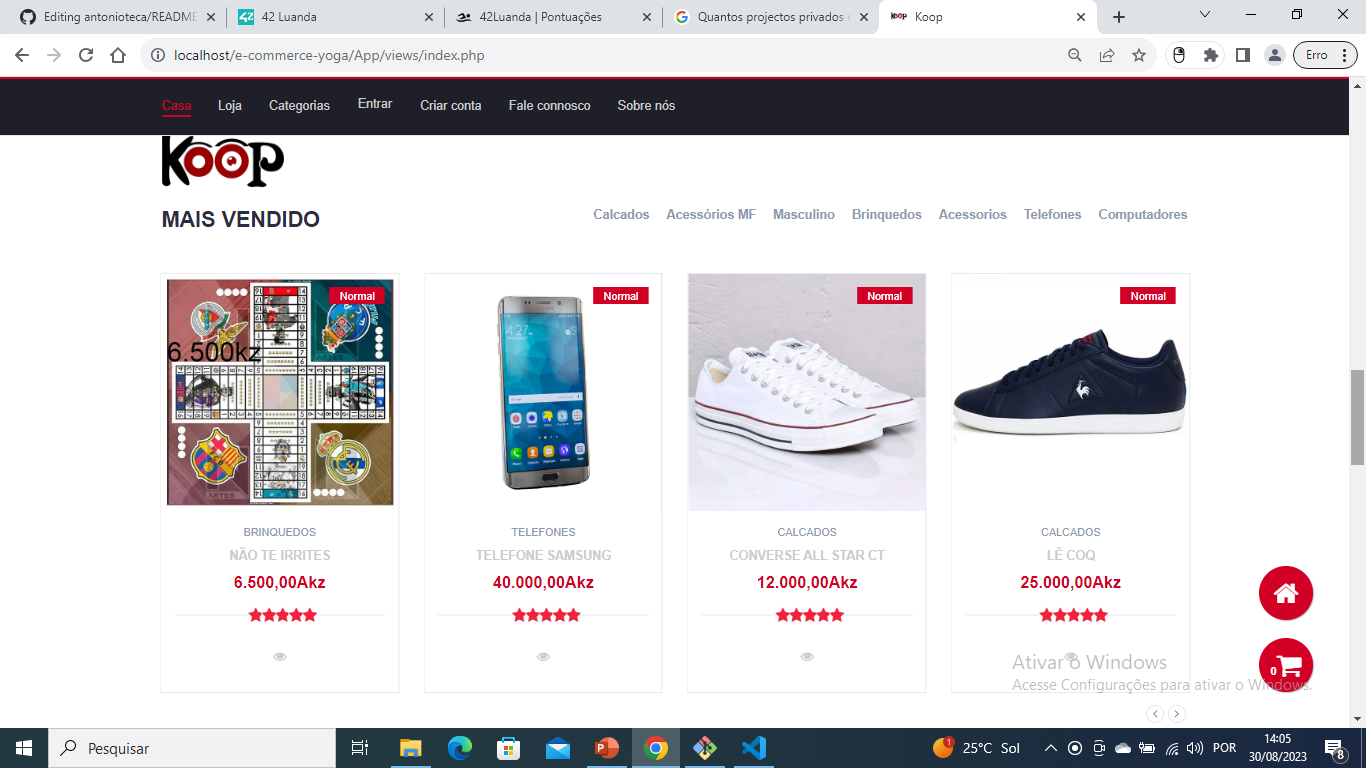 Editing antonioteca/README
42 Luanda
42Luanda | Pontuações
Quantos projectos privados e
Koop
localhost/e-commerce-yoga/App/views/index.php
Erro
Casa
Loja
Categorias
Entrar
Criar conta
Fale connosco
Sobre nós
Koop
MAIS VENDIDO
Calcados
Acessórios MF
Masculino
Brinquedos
Acessorios
Telefones
Computadores
Normal
6.500kz
BRINQUEDOS
NÃO TE IRRITES
6.500,00Akz
Normal
4:27
TELEFONES
TELEFONE SAMSUNG
40.000,00Akz
Normal
CALCADOS
CONVERSE ALL STAR CT
12.000,00Akz
Normal
CALCADOS
LÊ COQ
25.000,00Akz
0
Ativar o Windows
Acesse Configurações para ativar o Windows.
Pesquisar
1
25°C Sol
POR
14:05
30/08/2023
8